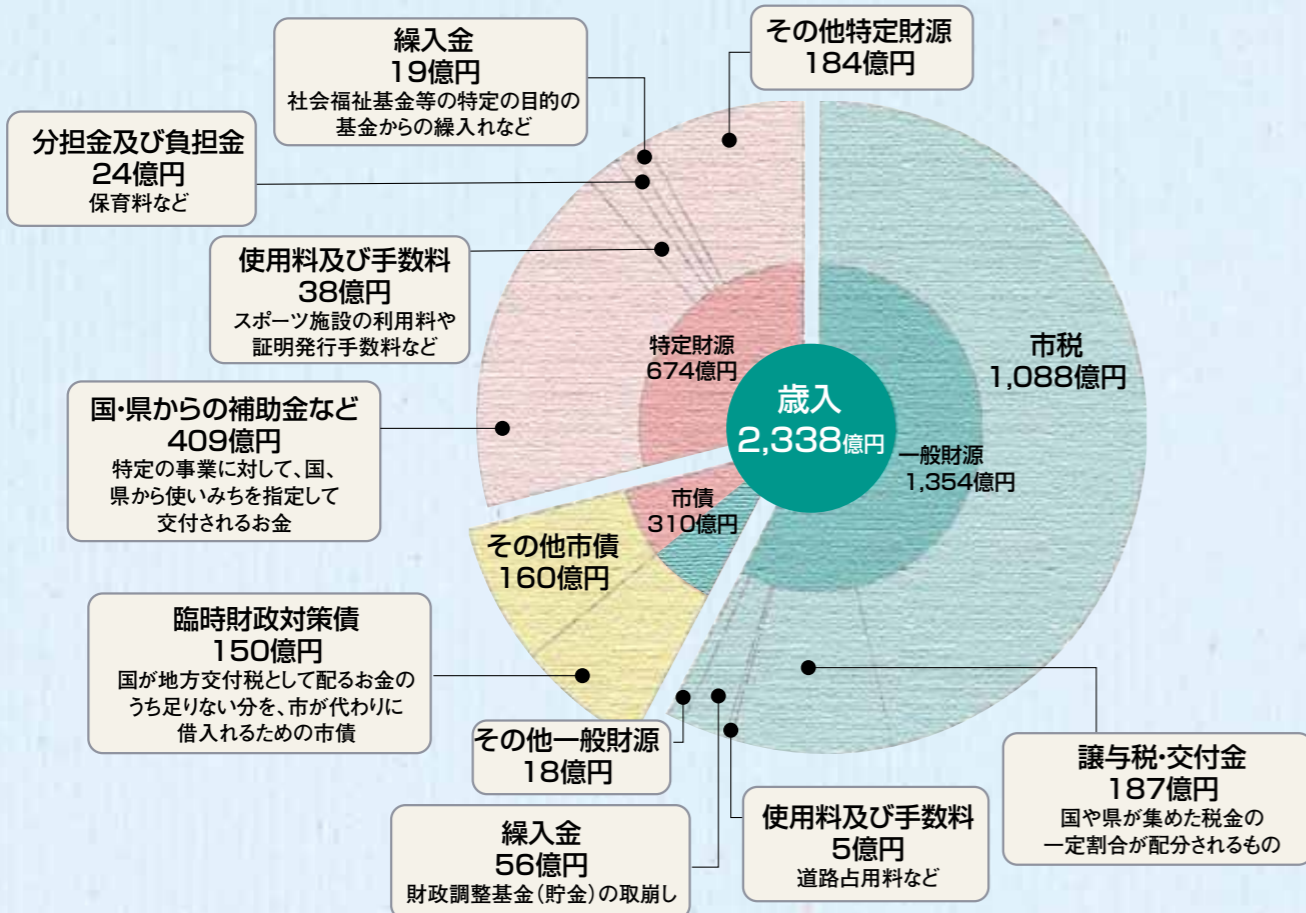 繰入金
19億円
社会福祉基金等の特定の目的の
基金からの繰入れなど
その他特定財源
184億円
分担金及び負担金
24億円
保育料など
使用料及び手数料
38億円
スポーツ施設の利用料や
証明発行手数料など
国・県からの補助金など
409億円
特定の事業に対して、国、
県から使いみちを指定して
交付されるお金
特定財源
674億円
歳入
2,338億円
市税
1,088億円
一般財源
1,354億円
市債
310億円
その他市債
160億円
臨時財政対策債
150億円
国が地方交付税として配るお金の
うち足りない分を、市が代わりに
借入れるための市債
その他一般財源
18億円
繰入金
56億円
財政調整基金(貯金)の取崩し
使用料及び手数料
5億円
道路占用料など
譲与税・交付金
187億円
国や県が集めた税金の
一定割合が配分されるもの